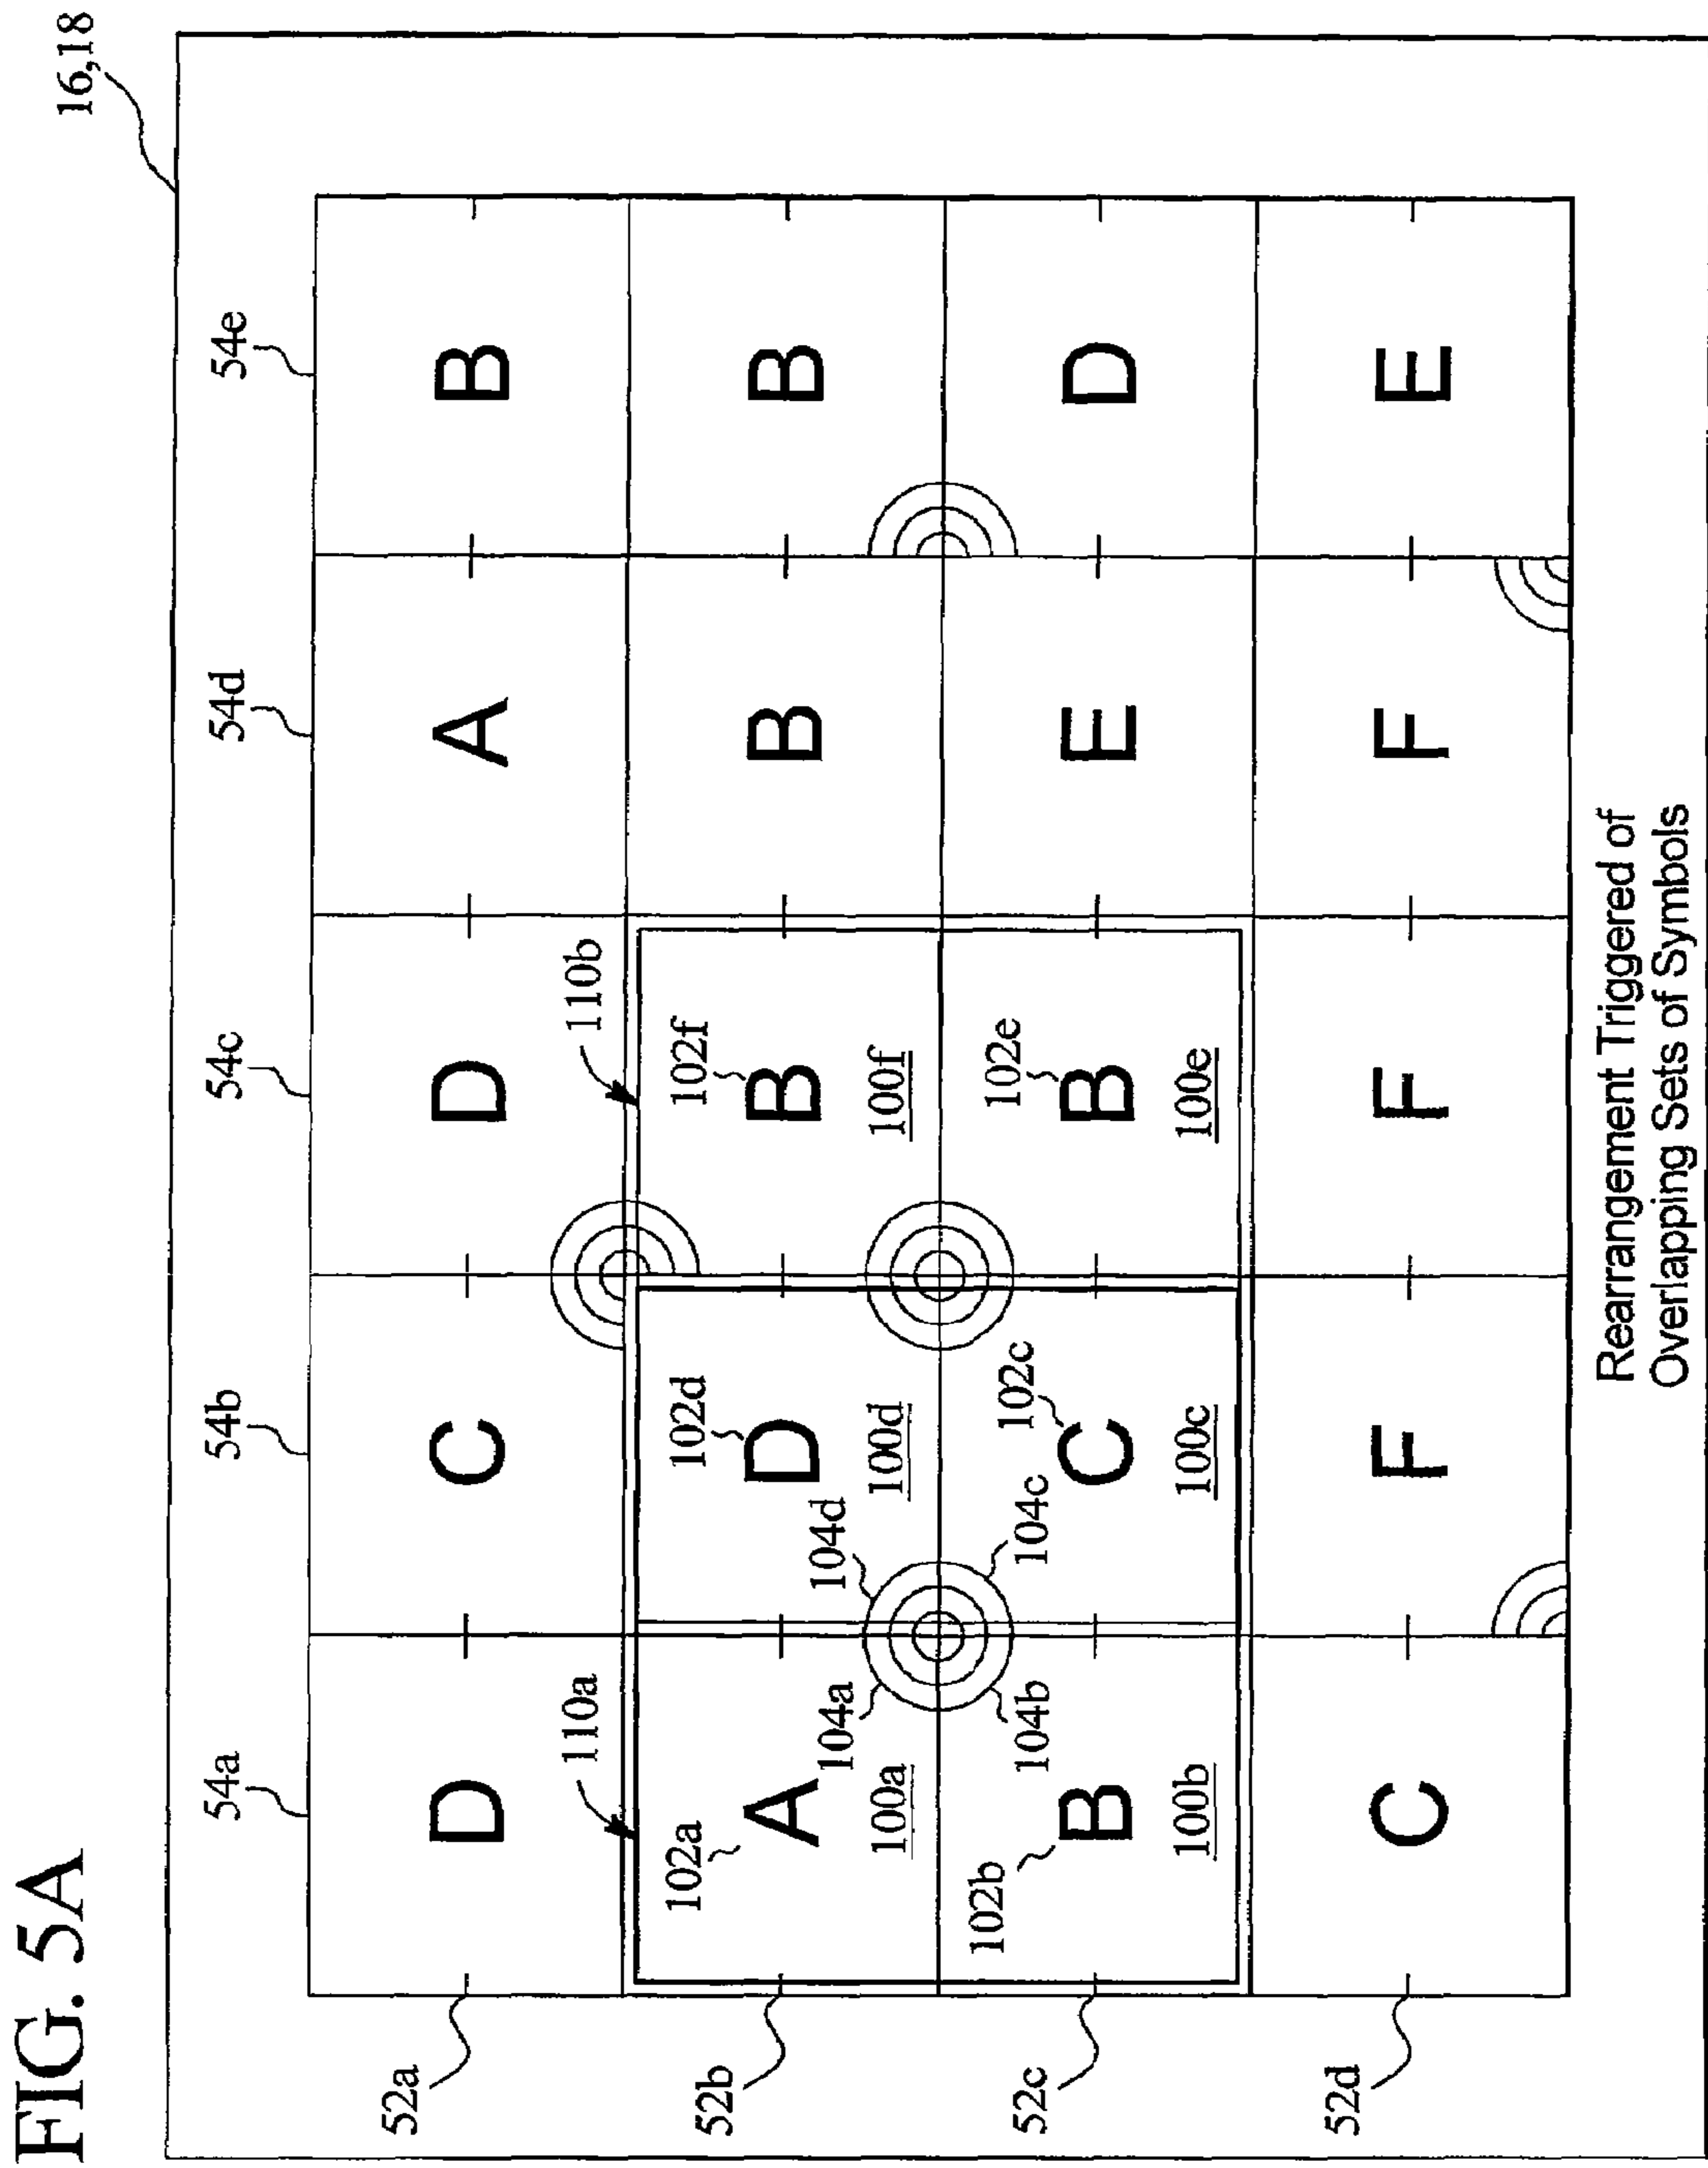 FIG. 5A
16,18
54a 54b 54c 54d 54e
52a D C D A B
110a 110b
102a 102d 102f
52b A D B B B
104a 104d
100a 100d 100f
102b 104b 104c 102c 102e
52c B C B E D
100b 100c 100e
52d C F F F E
Rearrangement Triggered of
Overlapping Sets of Symbols